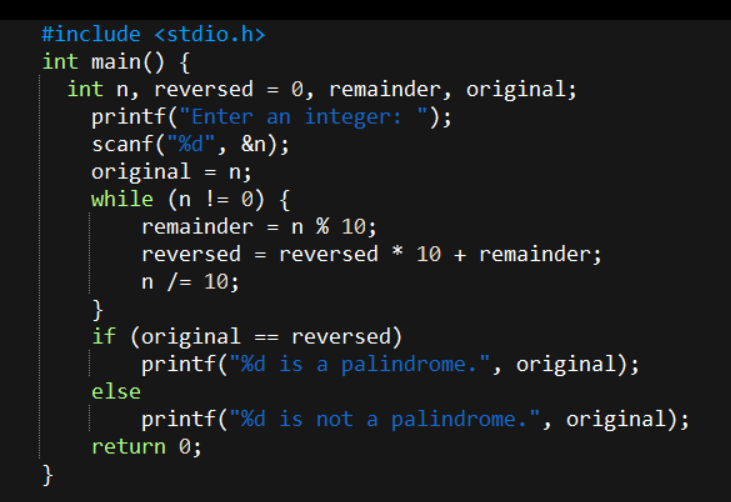 #include <stdio.h>
int main() {
int n, reversed = 0, remainder, original;
printf("Enter an integer: ");
scanf("%d", &n);
original = n;
while (n != 0) {
remainder = n % 10;
reversed = reversed * 10 + remainder;
n /= 10;
}
if (original == reversed)
printf("%d is a palindrome.", original);
else
printf("%d is not a palindrome.", original);
return 0;
}